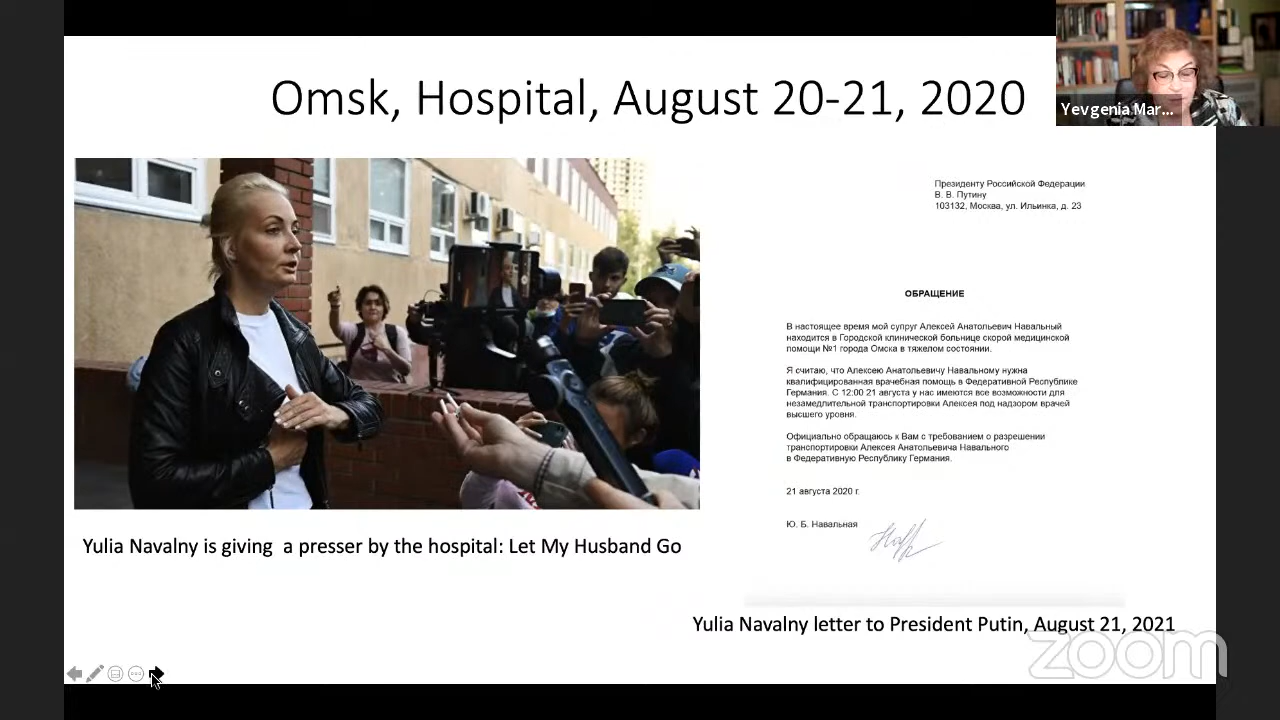 Omsk, Hospital, August 20-21, 2020
Yevgenia Mar...
Президенту Российской Федерации
В. В. Путину
103132, Москва, ул. Ильинка, д. 23
ОБРАЩЕНИЕ
В настоящее время мой супруг Алексей Анатольевич Навальный
находится в Городской клинической больнице скорой медицинской
помощи №1 города Омска в тяжелом состоянии.
Я считаю, что Алексею Анатольевичу Навальному нужна
квалифицированная врачебная помощь в Федеративной Республике
Германия. С 12:00 21 августа у нас имеются все возможности для
незамедлительной транспортировки Алексея под надзором врачей
высшего уровня.
Официально обращаюсь к Вам с требованием о разрешении
транспортировки Алексея Анатольевича Навального
в Федеративную Республику Германия.
21 августа 2020 г.
Ю. Б. Навальная
Yulia Navalny is giving a presser by the hospital: Let My Husband Go
Yulia Navalny letter to President Putin, August 21, 2021
zoom